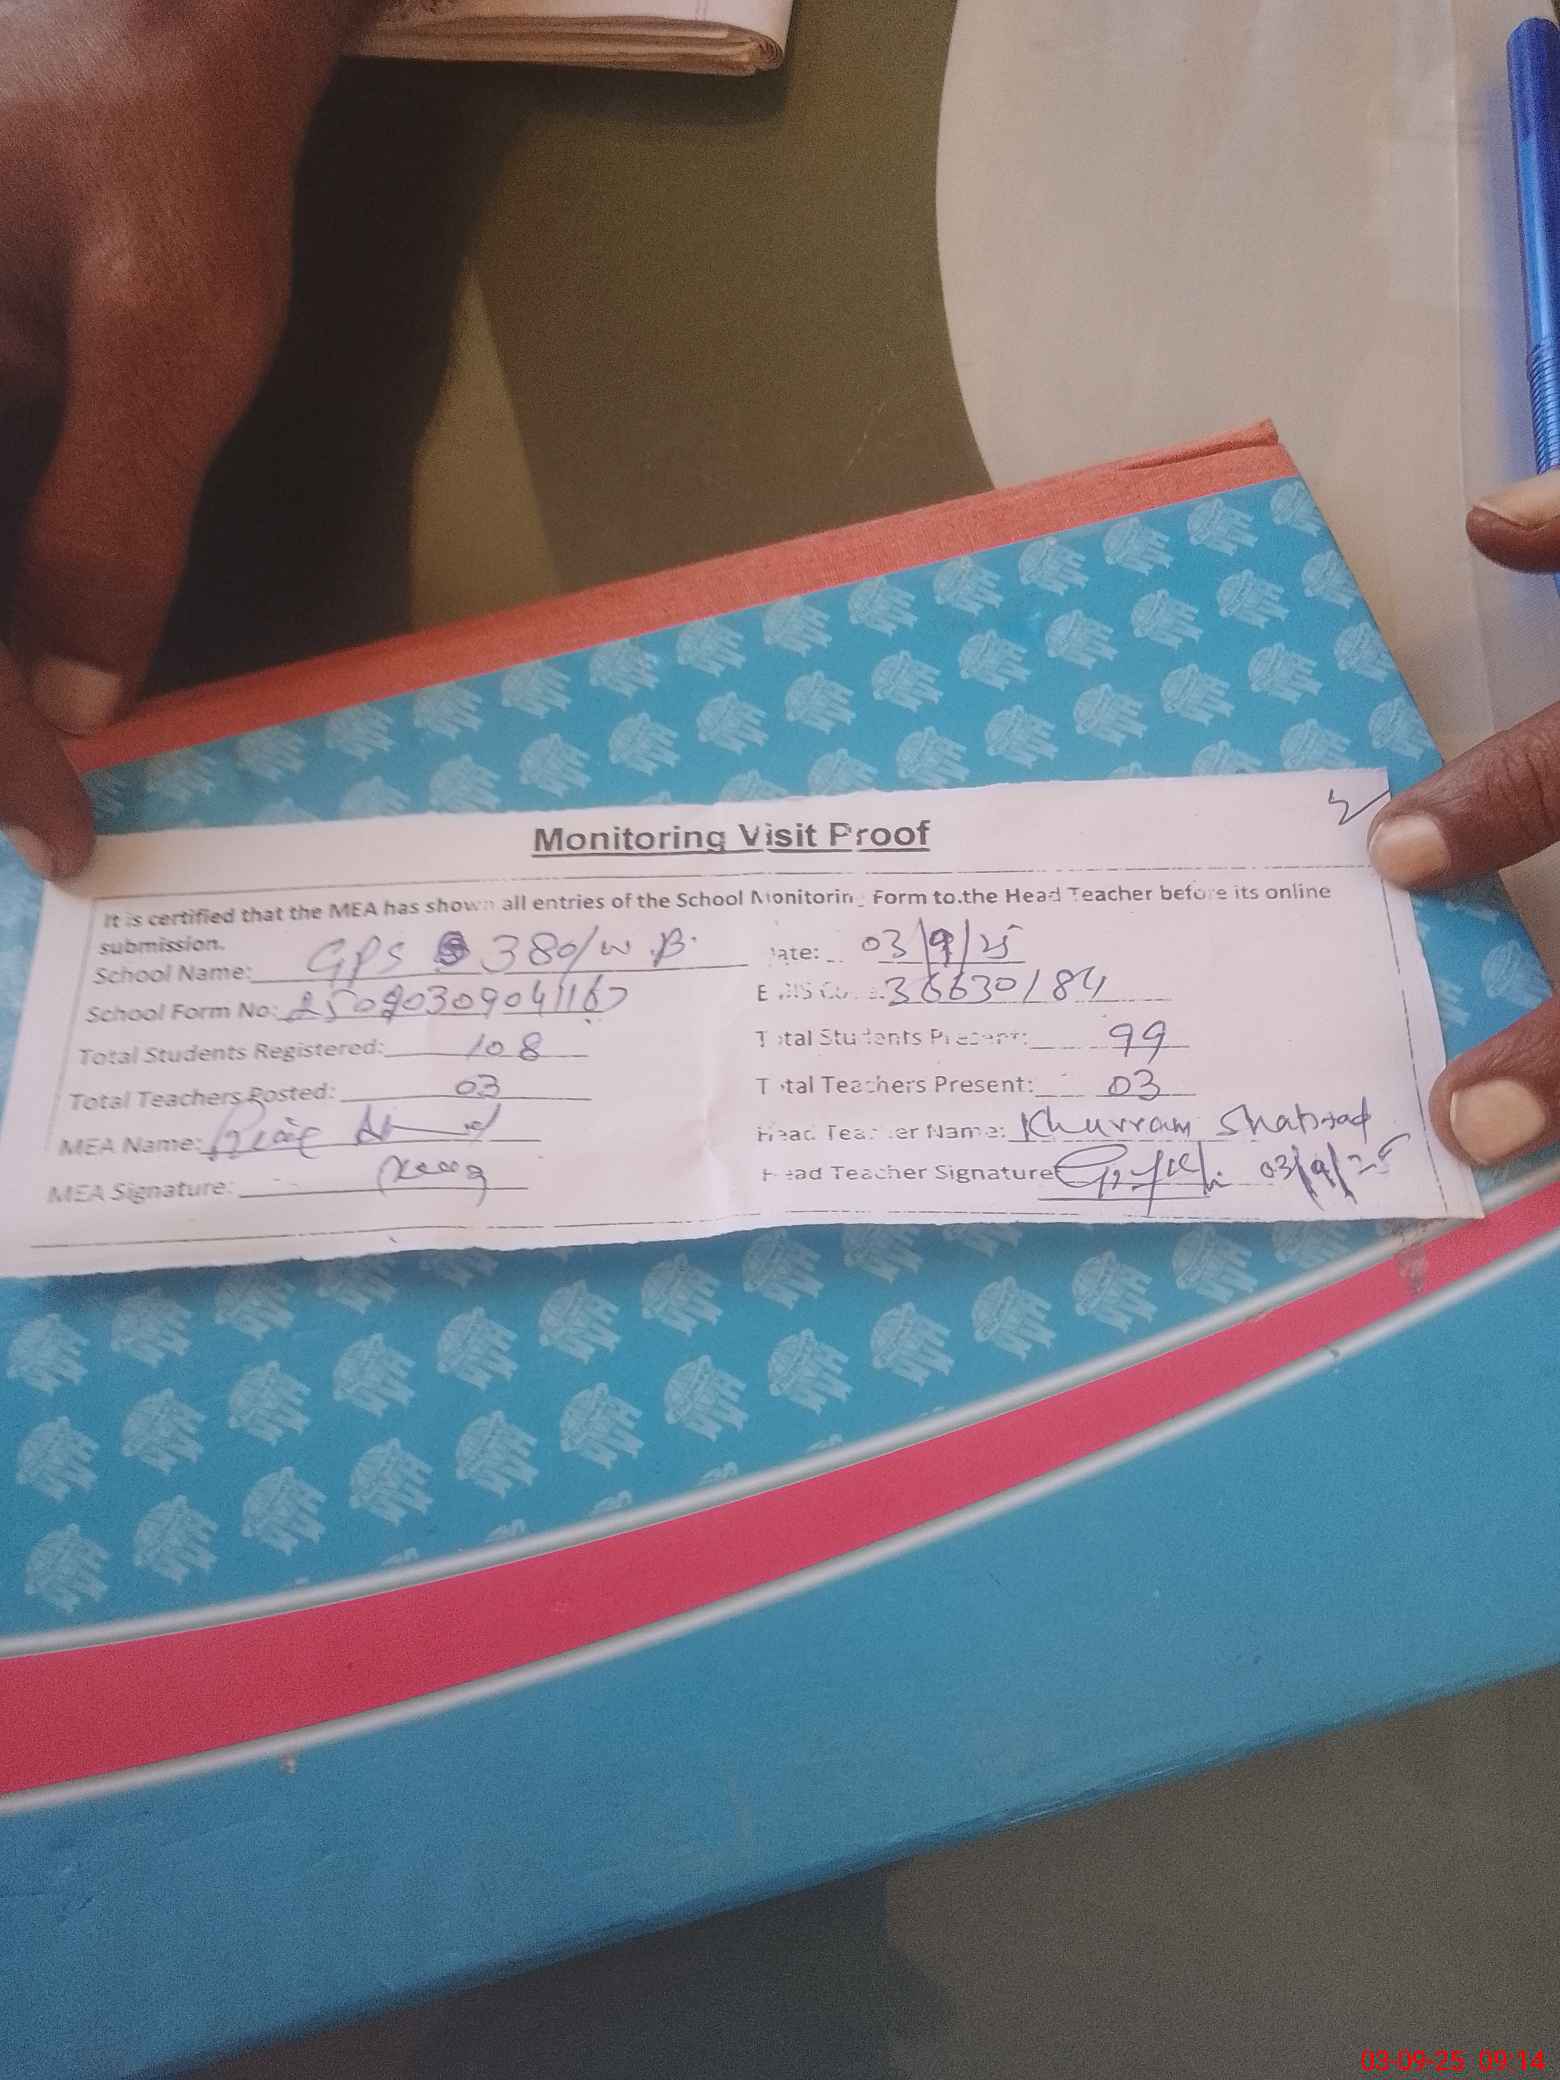 Monitoring Visit Proof
It is certified that the MEA has shown all entries of the School Monitoring Form to.the Head Teacher before its online
submission.
School Name: GPS 380/W.B. Date: 03/9/25
School Form No: EMIS Code: 36630184
Total Students Registered: 108 Total Students Present: 99
Total Teachers Posted: 03 Total Teachers Present: 03
MEA Name: Head Teacher Name: Khurram Shahzad
MEA Signature: Head Teacher Signature 03/9/25
03-09-25 09:14